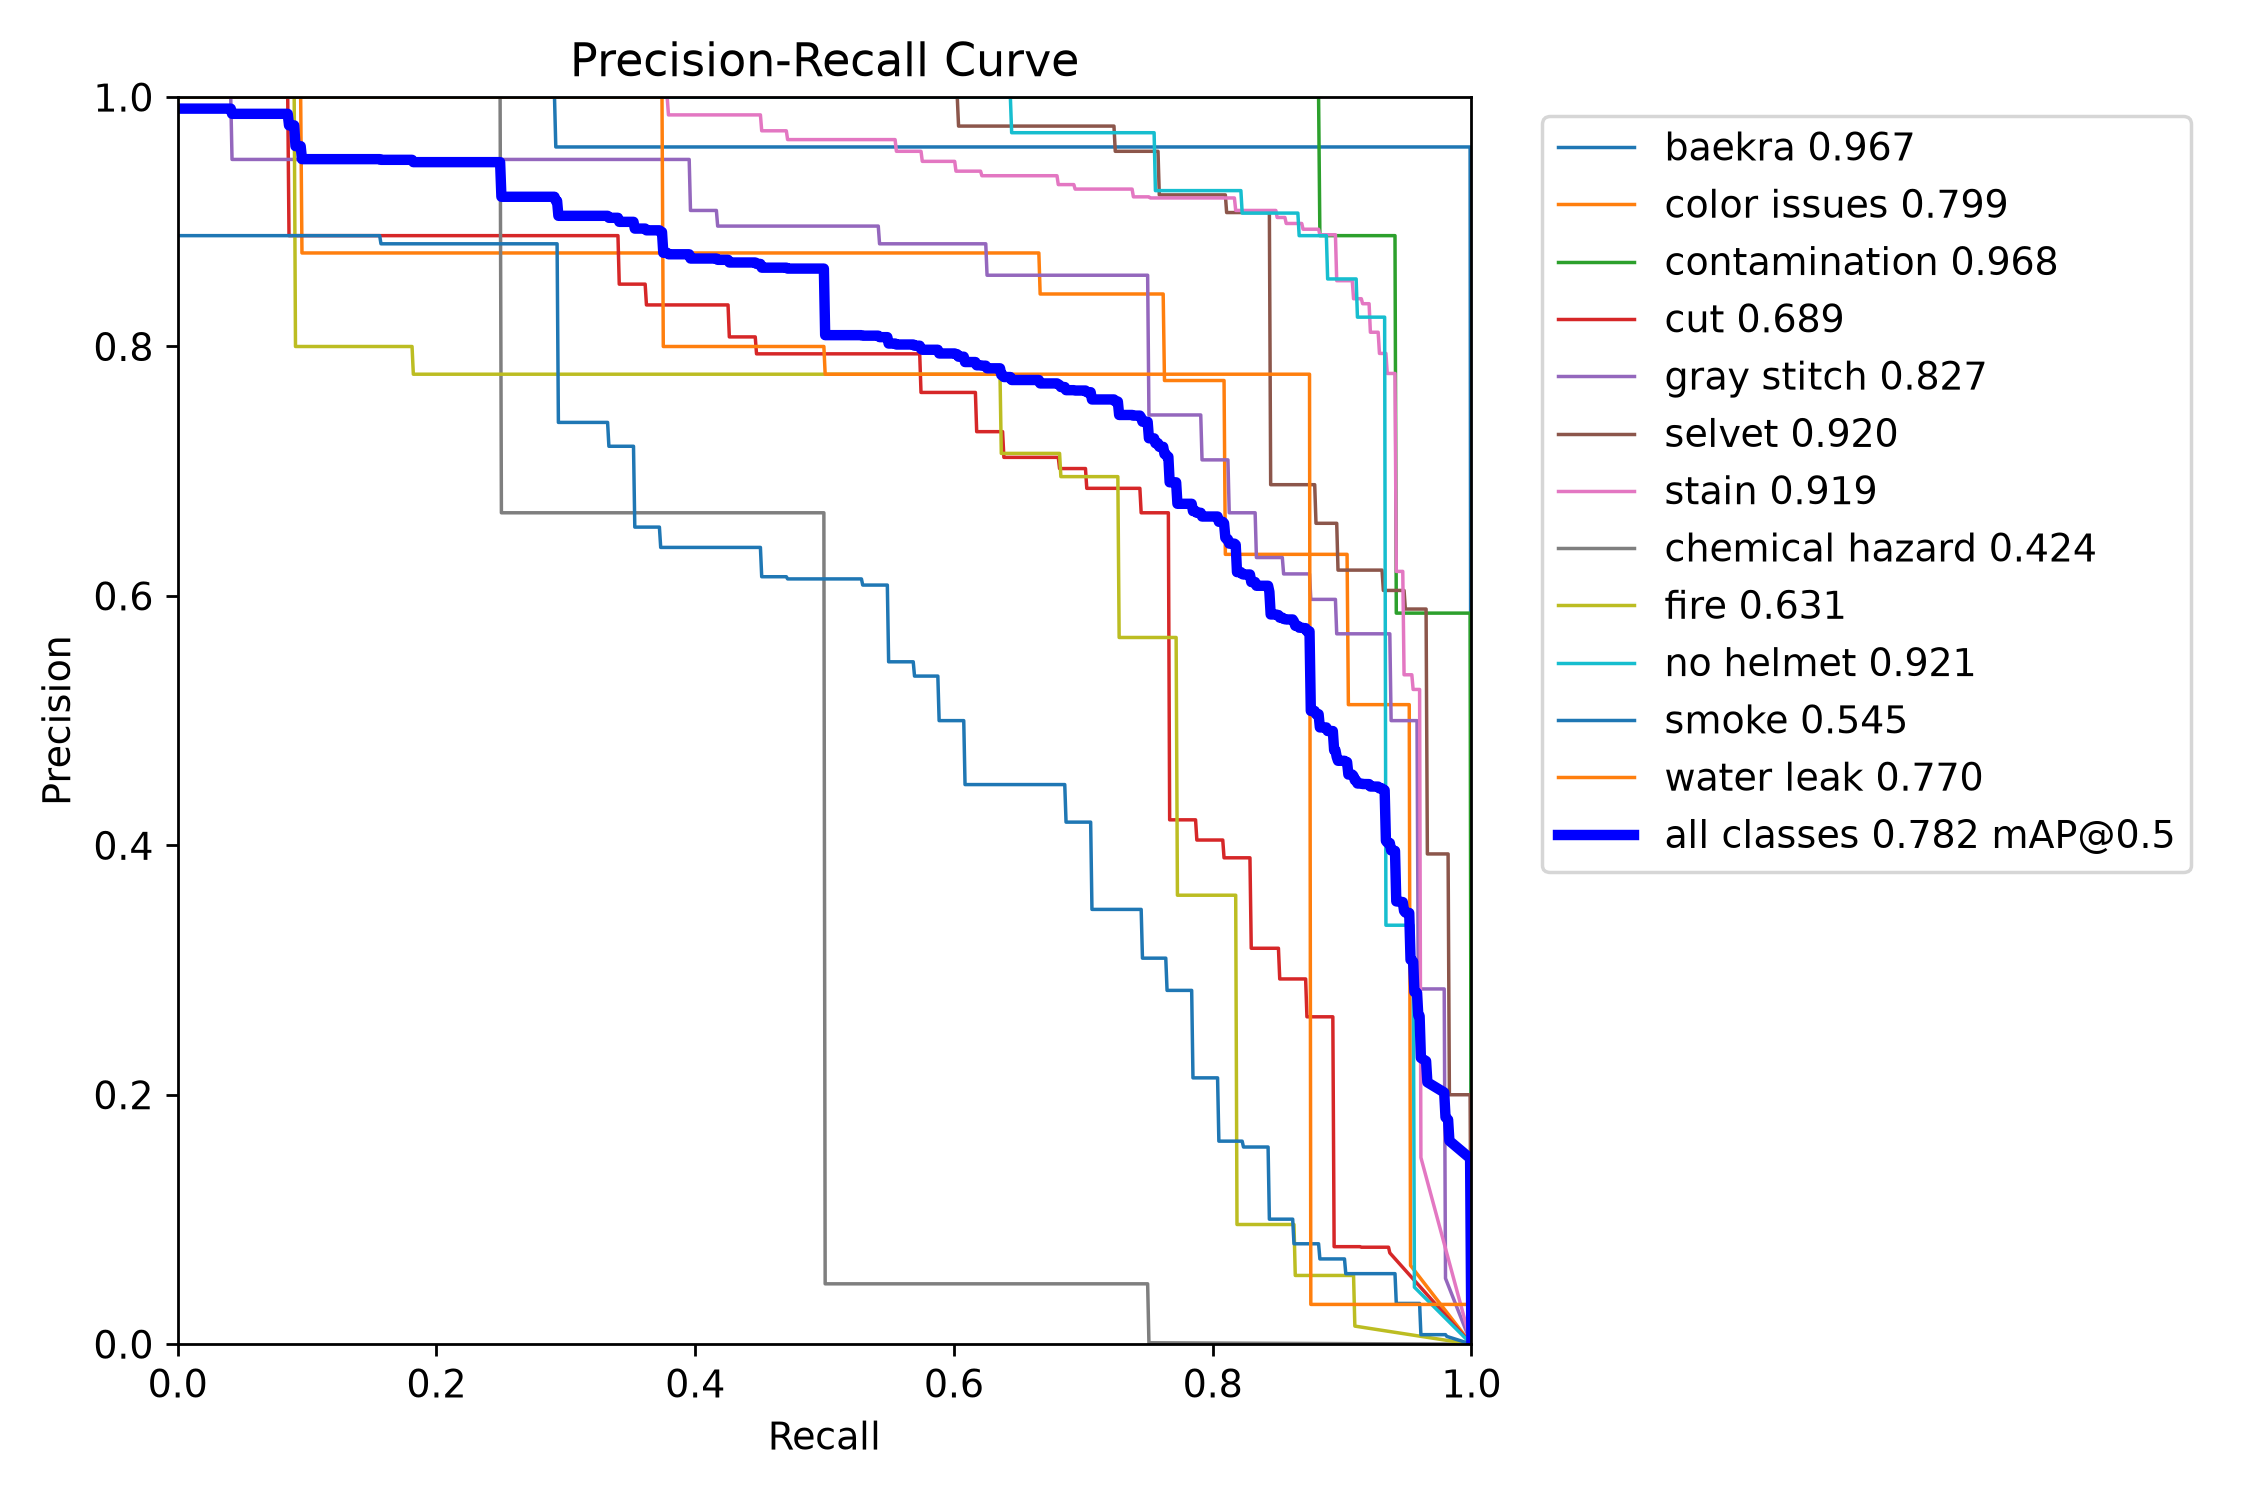 Precision-Recall Curve
1.0
0.8
0.6
0.4
0.2
0.0
Precision
0.0 0.2 0.4 0.6 0.8 1.0
Recall
baekra 0.967
color issues 0.799
contamination 0.968
cut 0.689
gray stitch 0.827
selvet 0.920
stain 0.919
chemical hazard 0.424
fire 0.631
no helmet 0.921
smoke 0.545
water leak 0.770
all classes 0.782 mAP@0.5